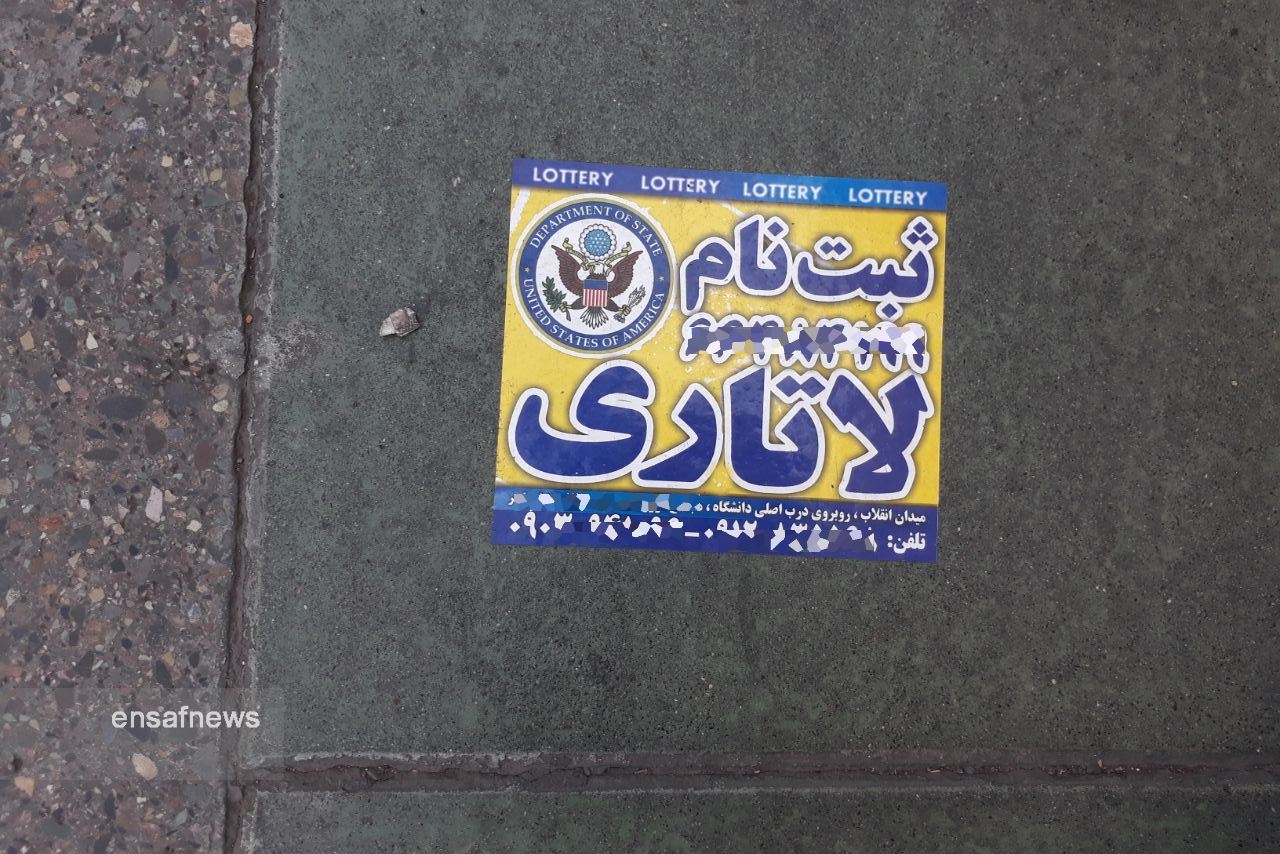 LOTTERY LOTTERY LOTTERY LOTTERY
DEPARTMENT OF STATE
UNITED STATES OF AMERICA
ثبت نام
لاتاری
میدان انقلاب ، روبروی درب اصلی دانشگاه ،
تلفن:
ensafnews